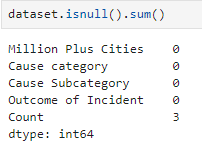 dataset.isnull().sum()
Million Plus Cities 0
Cause category 0
Cause Subcategory 0
Outcome of Incident 0
Count 3
dtype: int64